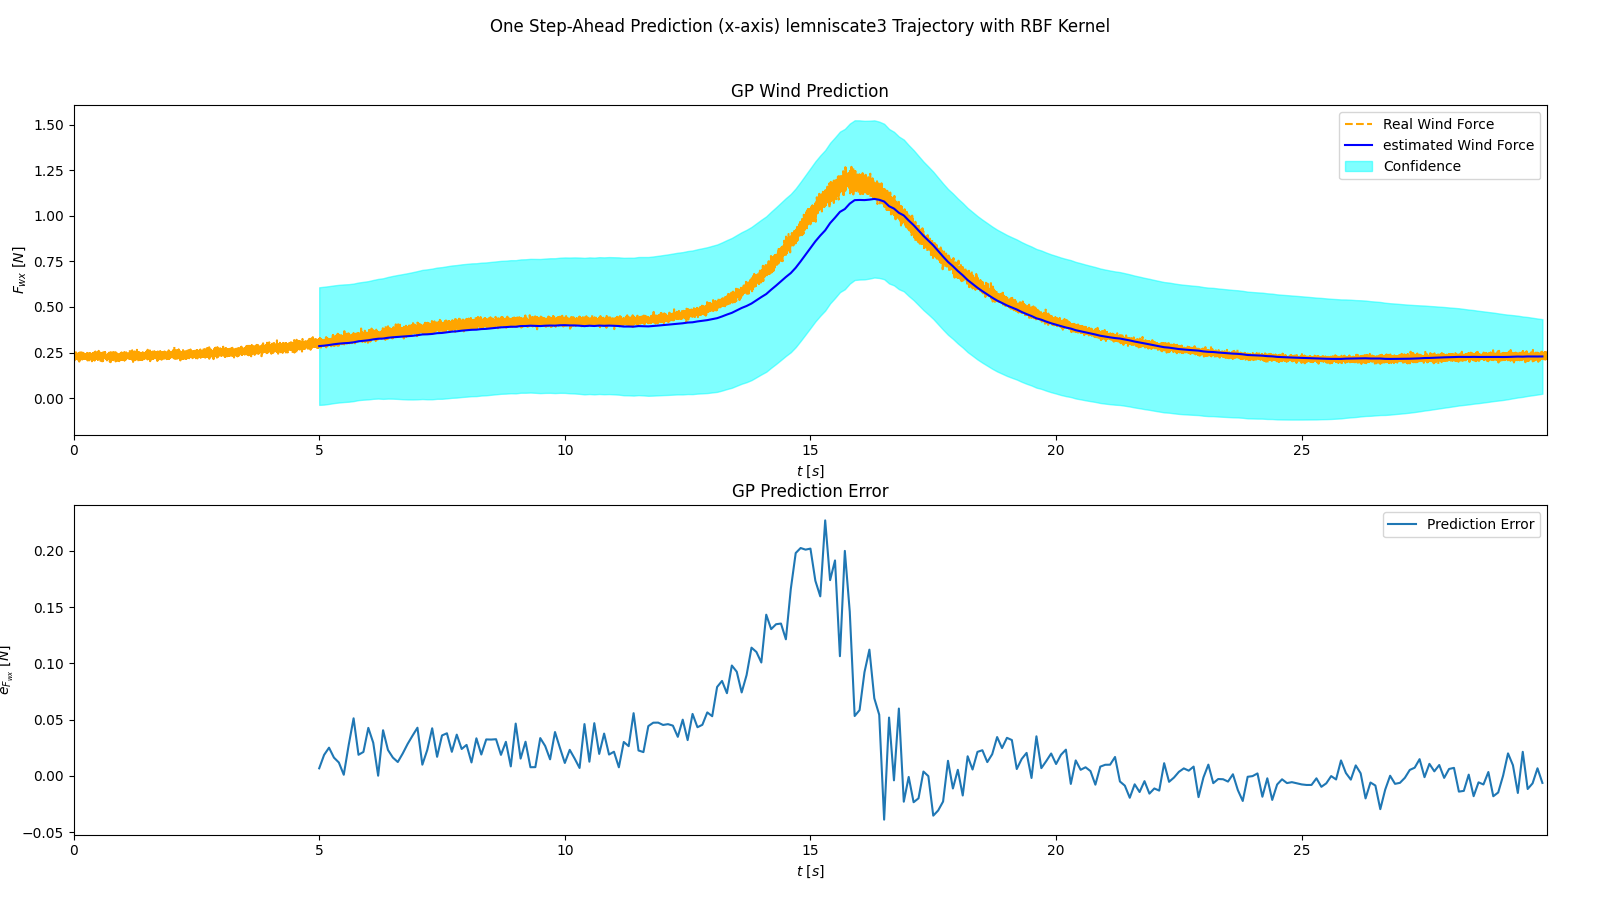 One Step-Ahead Prediction (x-axis) lemniscate3 Trajectory with RBF Kernel
GP Wind Prediction
Real Wind Force
estimated Wind Force
Confidence
1.50
1.25
1.00
0.75
0.50
0.25
0.00
F_wx [N]
0 5 10 15 20 25
t [s]
GP Prediction Error
Prediction Error
0.20
0.15
0.10
0.05
0.00
−0.05
e_F_wx [N]
0 5 10 15 20 25
t [s]